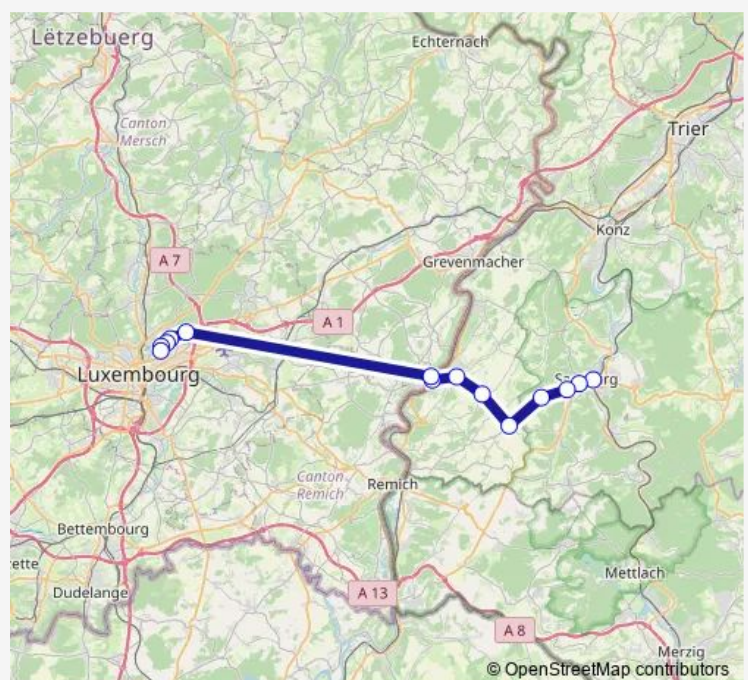 Lëtzebuerg
Echternach
Canton
Mersch
Trier
Konz
A 7
Grevenmacher
A 1
Luxembourg
Canton
Remich
Remich
Bettembourg
ette
Dudelange
A 13
Mettlach
A 8
Merzig
© OpenStreetMap contributors